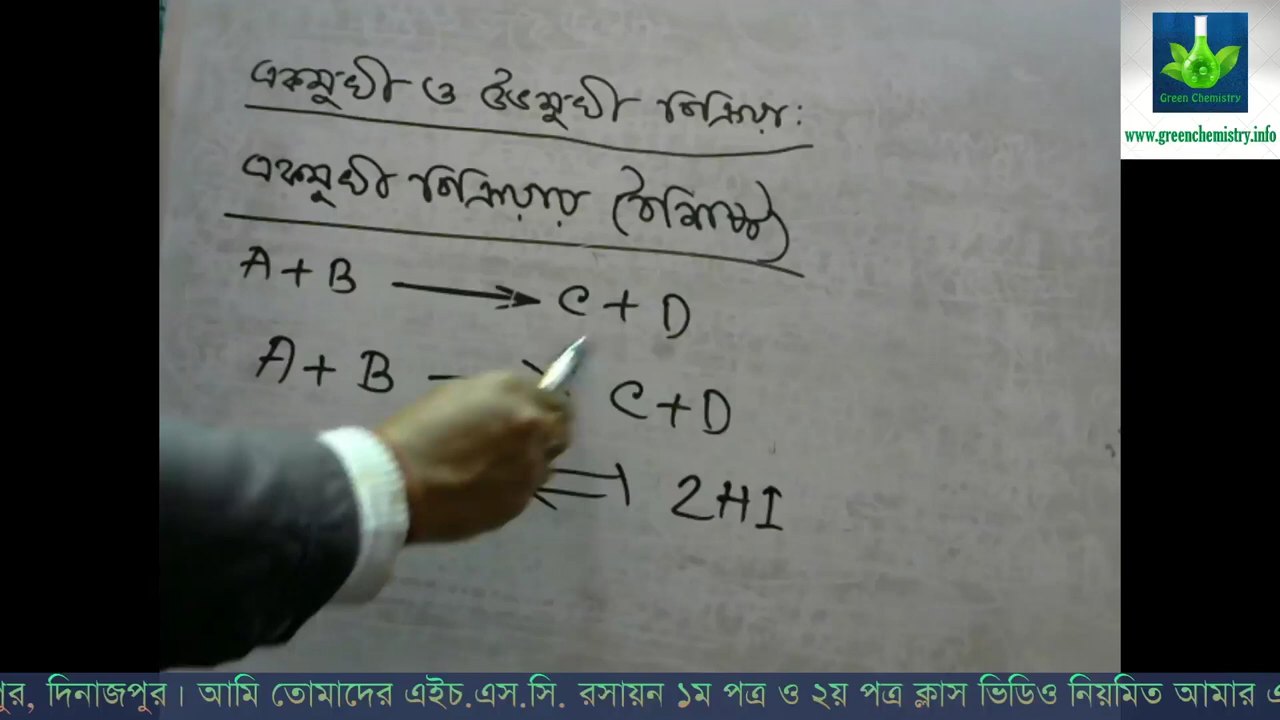 একমুখী ও উভমুখী বিক্রিয়া:
একমুখী বিক্রিয়ার বৈশিষ্ট্য
A + B ⟶ C + D
A + B C + D
⇌ 2HI
Green Chemistry
www.greenchemistry.info
পুর, দিনাজপুর। আমি তোমাদের এইচ.এস.সি. রসায়ন ১ম পত্র ও ২য় পত্র ক্লাস ভিডিও নিয়মিত আমার